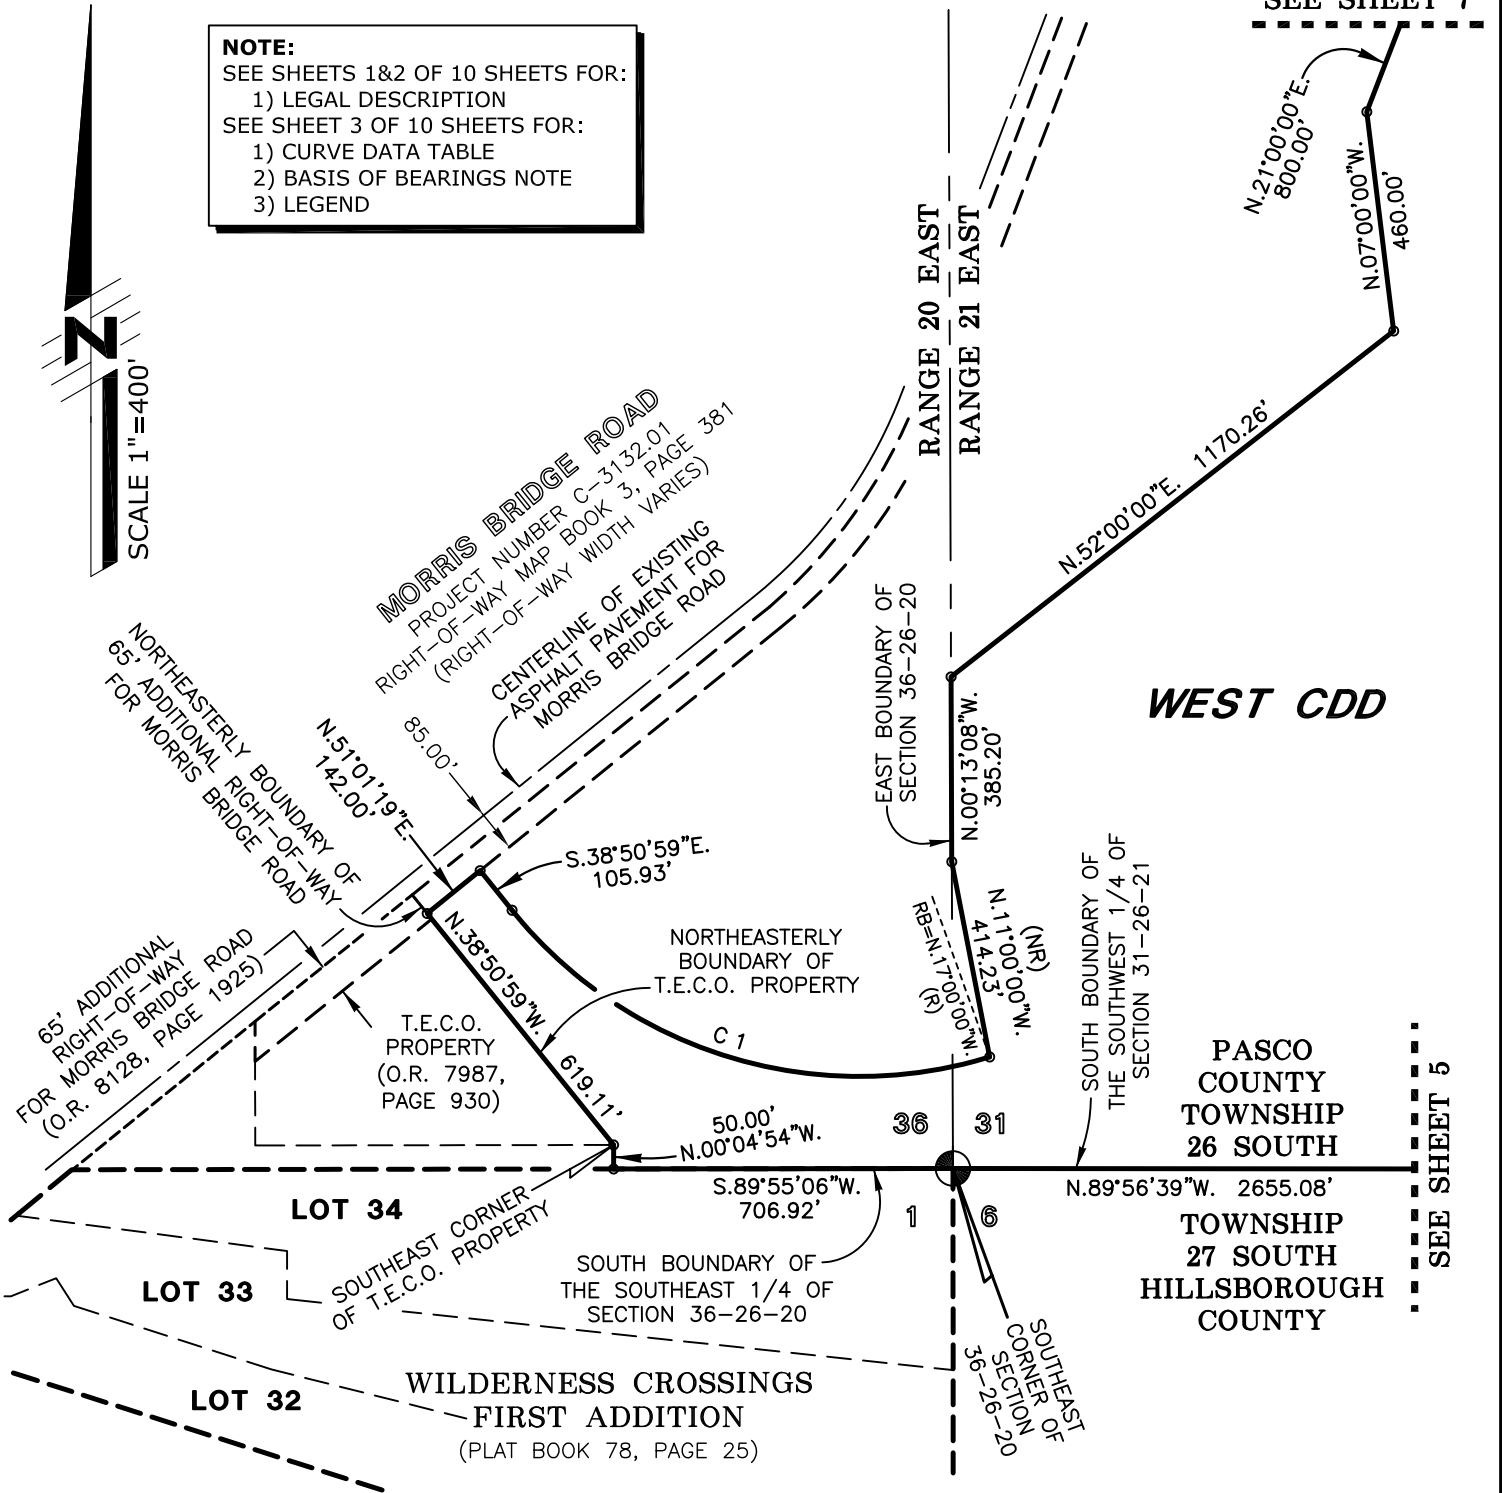 SEE SHEET 7
NOTE:
SEE SHEETS 1&2 OF 10 SHEETS FOR:
1) LEGAL DESCRIPTION
SEE SHEET 3 OF 10 SHEETS FOR:
1) CURVE DATA TABLE
2) BASIS OF BEARINGS NOTE
3) LEGEND
N
SCALE 1"=400'
N.21°00'00"E.
800.00'
N.07°00'00"W.
460.00'
RANGE 20 EAST
RANGE 21 EAST
N.52°00'00"E. 1170.26'
MORRIS BRIDGE ROAD
PROJECT NUMBER C-3132.01
RIGHT-OF-WAY MAP BOOK 3, PAGE 381
(RIGHT-OF-WAY WIDTH VARIES)
CENTERLINE OF EXISTING
ASPHALT PAVEMENT FOR
MORRIS BRIDGE ROAD
85.00'
N.51°01'19"E.
142.00'
NORTHEASTERLY BOUNDARY OF
65' ADDITIONAL RIGHT-OF-WAY
FOR MORRIS BRIDGE ROAD
EAST BOUNDARY OF
SECTION 36-26-20
N.00°13'08"W.
385.20'
WEST CDD
S.38°50'59"E.
105.93'
N.38°50'59"W. 619.11'
NORTHEASTERLY
BOUNDARY OF
T.E.C.O. PROPERTY
C 1
RB=N.17°00'00"W.
(R)
(NR)
N.11°00'00"W.
414.23'
65' ADDITIONAL
RIGHT-OF-WAY
FOR MORRIS BRIDGE ROAD
(O.R. 8128, PAGE 1925)
T.E.C.O.
PROPERTY
(O.R. 7987,
PAGE 930)
50.00'
N.00°04'54"W.
SOUTH BOUNDARY OF
THE SOUTHWEST 1/4 OF
SECTION 31-26-21
36
31
PASCO
COUNTY
TOWNSHIP
26 SOUTH
SEE SHEET 5
S.89°55'06"W.
706.92'
N.89°56'39"W. 2655.08'
1
6
TOWNSHIP
27 SOUTH
HILLSBOROUGH
COUNTY
LOT 34
SOUTHEAST CORNER
OF T.E.C.O. PROPERTY
SOUTH BOUNDARY OF
THE SOUTHEAST 1/4 OF
SECTION 36-26-20
LOT 33
SOUTHEAST
CORNER OF
SECTION
36-26-20
LOT 32
WILDERNESS CROSSINGS
FIRST ADDITION
(PLAT BOOK 78, PAGE 25)